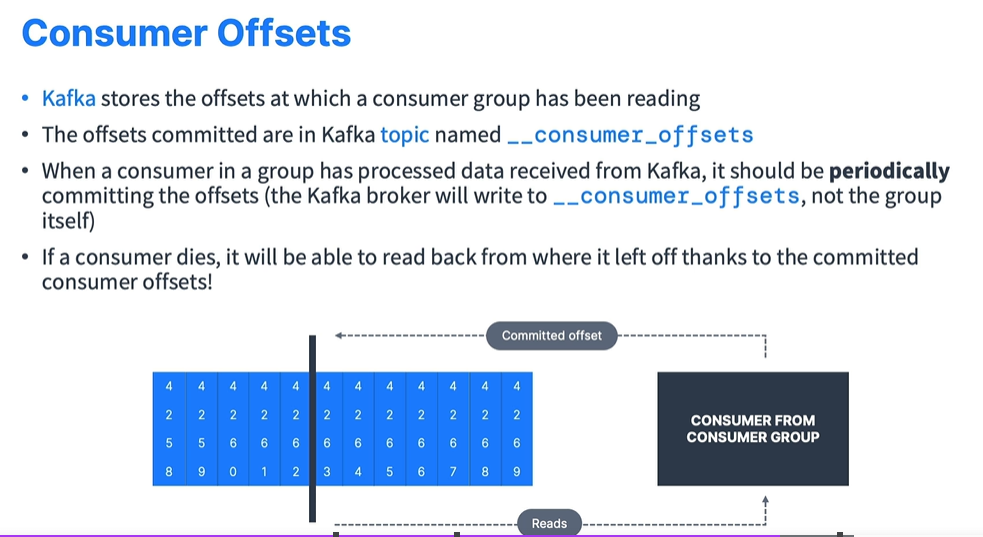 Consumer Offsets
• Kafka stores the offsets at which a consumer group has been reading
• The offsets committed are in Kafka topic named __consumer_offsets
• When a consumer in a group has processed data received from Kafka, it should be periodically
committing the offsets (the Kafka broker will write to __consumer_offsets, not the group
itself)
• If a consumer dies, it will be able to read back from where it left off thanks to the committed
consumer offsets!
Committed offset
4 4 4 4 4 4 4 4 4 4 4 4
2 2 2 2 2 2 2 2 2 2 2 2
5 5 6 6 6 6 6 6 6 6 6 6
8 9 0 1 2 3 4 5 6 7 8 9
CONSUMER FROM
CONSUMER GROUP
Reads